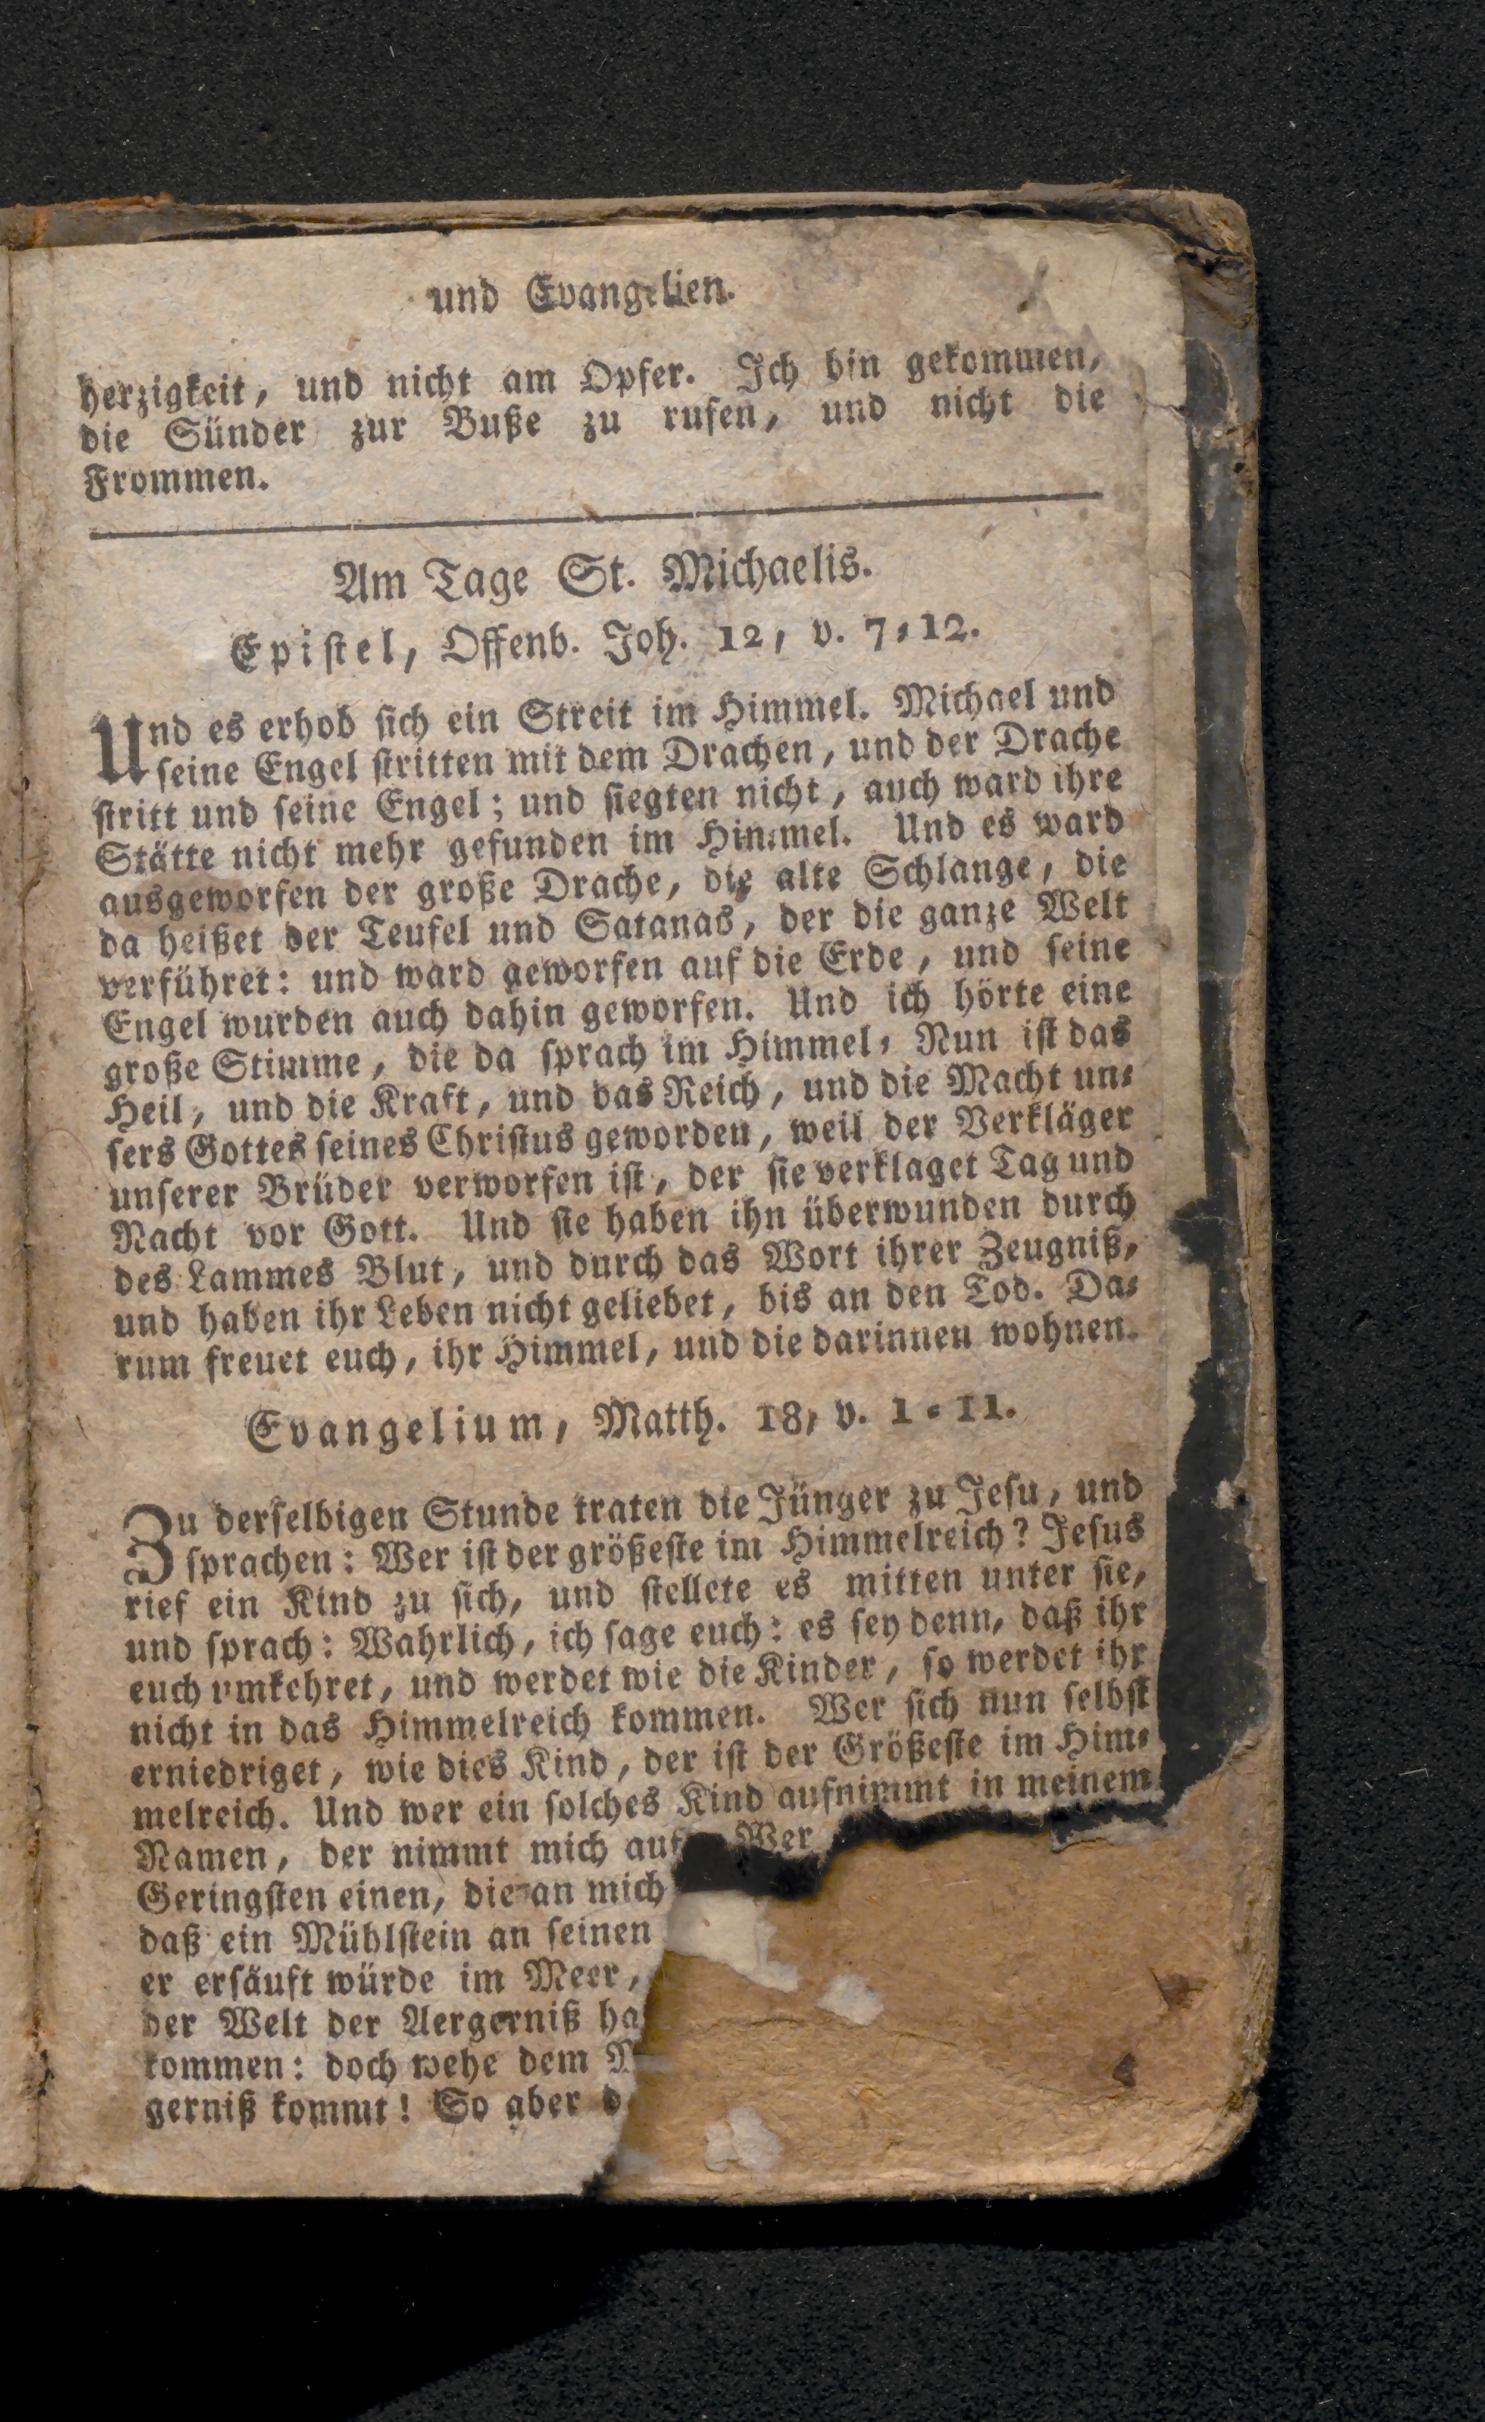 und Evangelien.
herzigkeit, und nicht am Opfer. Ich bin gekommen,
die Sünder zur Buße zu rufen, und nicht die
Frommen.
Am Tage St. Michaelis.
Epistel, Offenb. Joh. 12, v. 7⸗12.
Und es erhob sich ein Streit im Himmel. Michael und
seine Engel stritten mit dem Drachen, und der Drache
stritt und seine Engel; und siegten nicht, auch ward ihre
Stätte nicht mehr gefunden im Himmel. Und es ward
ausgeworfen der große Drache, die alte Schlange, die
da heißet der Teufel und Satanas, der die ganze Welt
verführet: und ward geworfen auf die Erde, und seine
Engel wurden auch dahin geworfen. Und ich hörte eine
große Stimme, die da sprach im Himmel, Nun ist das
Heil, und die Kraft, und das Reich, und die Macht un⸗
sers Gottes seines Christus geworden, weil der Verkläger
unserer Brüder verworfen ist, der sie verklaget Tag und
Nacht vor Gott. Und sie haben ihn überwunden durch
des Lammes Blut, und durch das Wort ihrer Zeugniß,
und haben ihr Leben nicht geliebet, bis an den Tod. Da⸗
rum freuet euch, ihr Himmel, und die darinnen wohnen.
Evangelium, Matth. 18, v. 1⸗11.
Zu derselbigen Stunde traten die Jünger zu Jesu, und
sprachen: Wer ist der größeste im Himmelreich? Jesus
rief ein Kind zu sich, und stellete es mitten unter sie,
und sprach: Wahrlich, ich sage euch: es sey denn, daß ihr
euch umkehret, und werdet wie die Kinder, so werdet ihr
nicht in das Himmelreich kommen. Wer sich nun selbst
erniedriget, wie dies Kind, der ist der Größeste im Him⸗
melreich. Und wer ein solches Kind aufnimmt in meinem
Namen, der nimmt mich auf Wer
Geringsten einen, die an mich
daß ein Mühlstein an seinen
er ersäuft würde im Meer,
der Welt der Aergerniß ha
kommen: doch wehe dem
gerniß kommt! So aber d